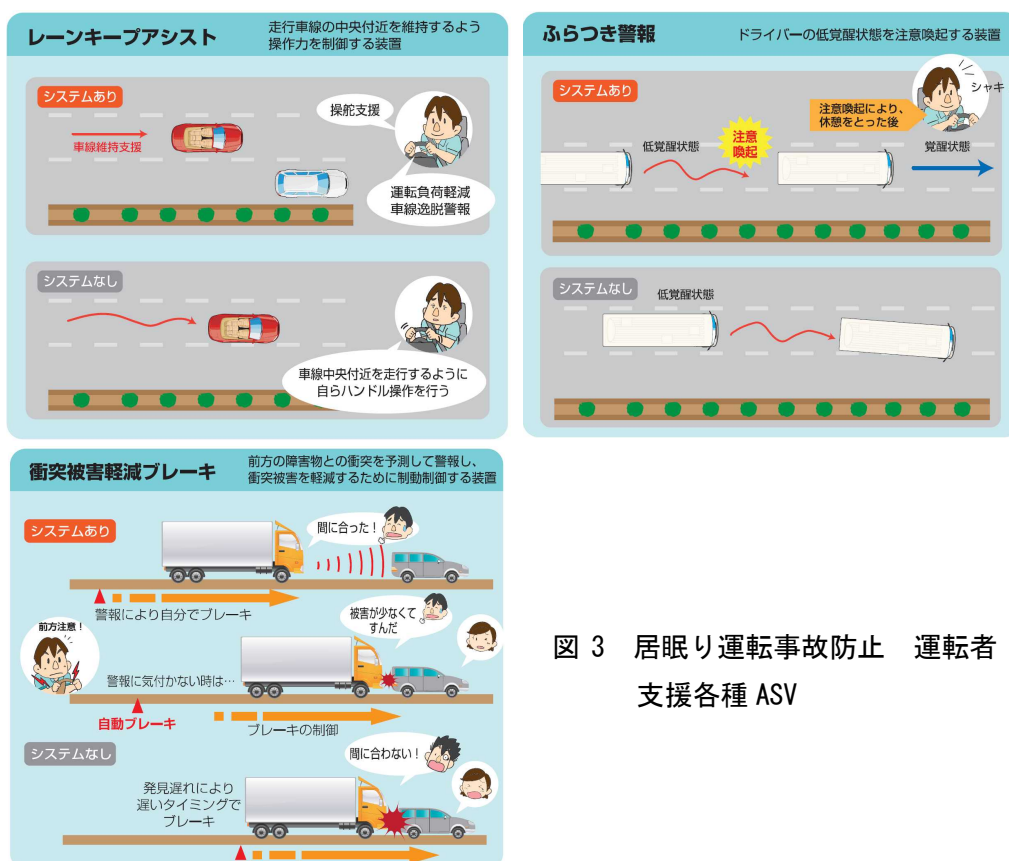 レーンキープアシスト
走行車線の中央付近を維持するよう
操作力を制御する装置
システムあり
車線維持支援
操舵支援
運転負荷軽減
車線逸脱警報
システムなし
車線中央付近を走行するように
自らハンドル操作を行う
ふらつき警報
ドライバーの低覚醒状態を注意喚起する装置
システムあり
低覚醒状態
注意
喚起
注意喚起により、
休憩をとった後
シャキ
覚醒状態
システムなし
低覚醒状態
衝突被害軽減ブレーキ
前方の障害物との衝突を予測して警報し、
衝突被害を軽減するために制動制御する装置
システムあり
間に合った！
警報により自分でブレーキ
前方注意！
被害が少なくて
すんだ
警報に気付かない時は…
自動ブレーキ
ブレーキの制御
システムなし
間に合わない！
発見遅れにより
遅いタイミングで
ブレーキ
図 3　居眠り運転事故防止　運転者
支援各種 ASV